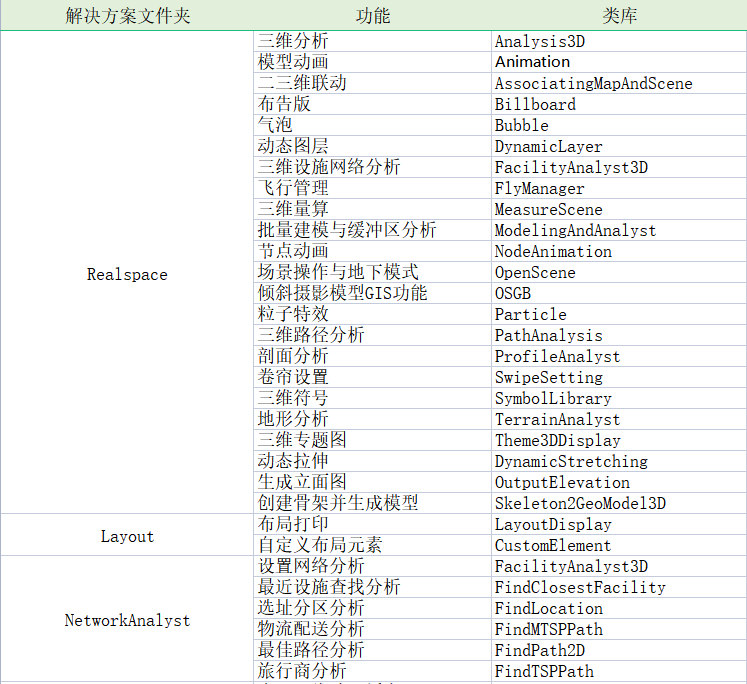 解决方案文件夹 功能 类库
三维分析 Analysis3D
模型动画 Animation
二三维联动 AssociatingMapAndScene
布告版 Billboard
气泡 Bubble
动态图层 DynamicLayer
三维设施网络分析 FacilityAnalyst3D
飞行管理 FlyManager
三维量算 MeasureScene
批量建模与缓冲区分析 ModelingAndAnalyst
节点动画 NodeAnimation
Realspace 场景操作与地下模式 OpenScene
倾斜摄影模型GIS功能 OSGB
粒子特效 Particle
三维路径分析 PathAnalysis
剖面分析 ProfileAnalyst
卷帘设置 SwipeSetting
三维符号 SymbolLibrary
地形分析 TerrainAnalyst
三维专题图 Theme3DDisplay
动态拉伸 DynamicStretching
生成立面图 OutputElevation
创建骨架并生成模型 Skeleton2GeoModel3D
Layout 布局打印 LayoutDisplay
自定义布局元素 CustomElement
设置网络分析 FacilityAnalyst3D
最近设施查找分析 FindClosestFacility
NetworkAnalyst 选址分区分析 FindLocation
物流配送分析 FindMTSPPath
最佳路径分析 FindPath2D
旅行商分析 FindTSPPath